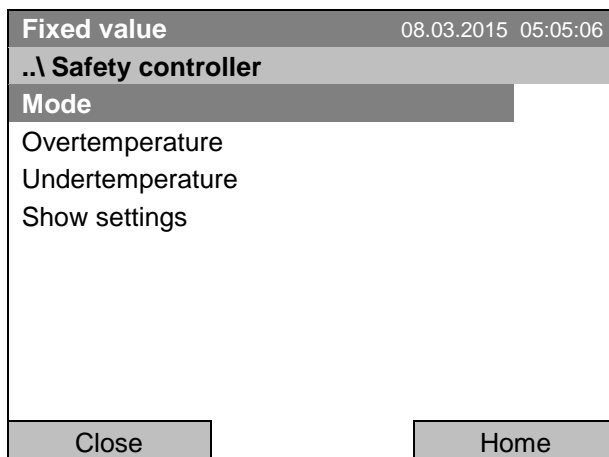 Fixed value 08.03.2015 05:05:06
..\ Safety controller
Mode
Overtemperature
Undertemperature
Show settings
Close Home